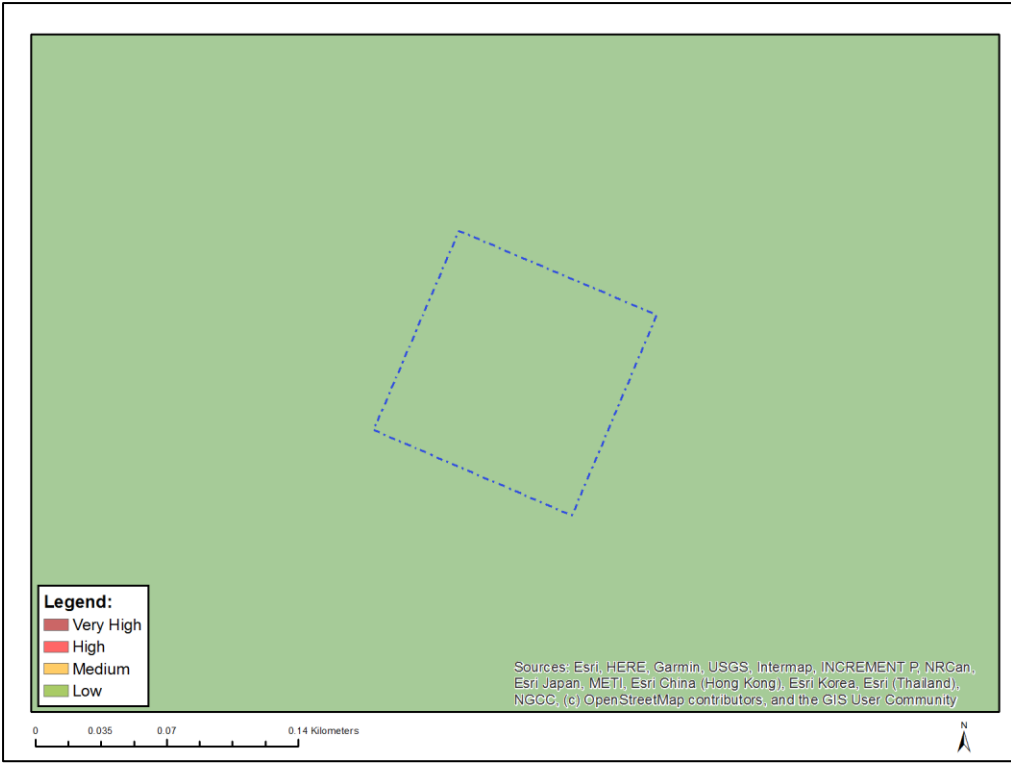 Legend:
Very High
High
Medium
Low
Sources: Esri, HERE, Garmin, USGS, Intermap, INCREMENT P, NRCan,
Esri Japan, METI, Esri China (Hong Kong), Esri Korea, Esri (Thailand),
NGCC, (c) OpenStreetMap contributors, and the GIS User Community
0 0.035 0.07 0.14 Kilometers
N